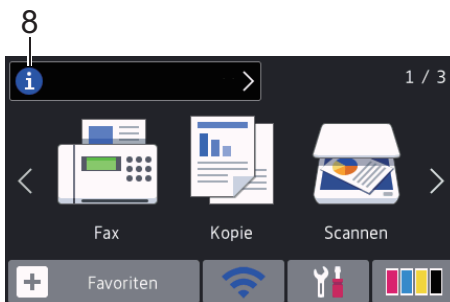 8
i
1 / 3
Fax Kopie Scannen
Favoriten